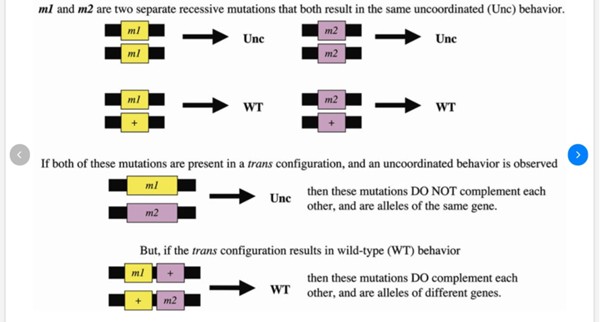 m1 and m2 are two separate recessive mutations that both result in the same uncoordinated (Unc) behavior.
m1
m1
Unc
m2
m2
Unc
m1
+
WT
m2
+
WT
If both of these mutations are present in a trans configuration, and an uncoordinated behavior is observed
m1
m2
Unc
then these mutations DO NOT complement each
other, and are alleles of the same gene.
But, if the trans configuration results in wild-type (WT) behavior
m1 +
+ m2
WT
then these mutations DO complement each
other, and are alleles of different genes.